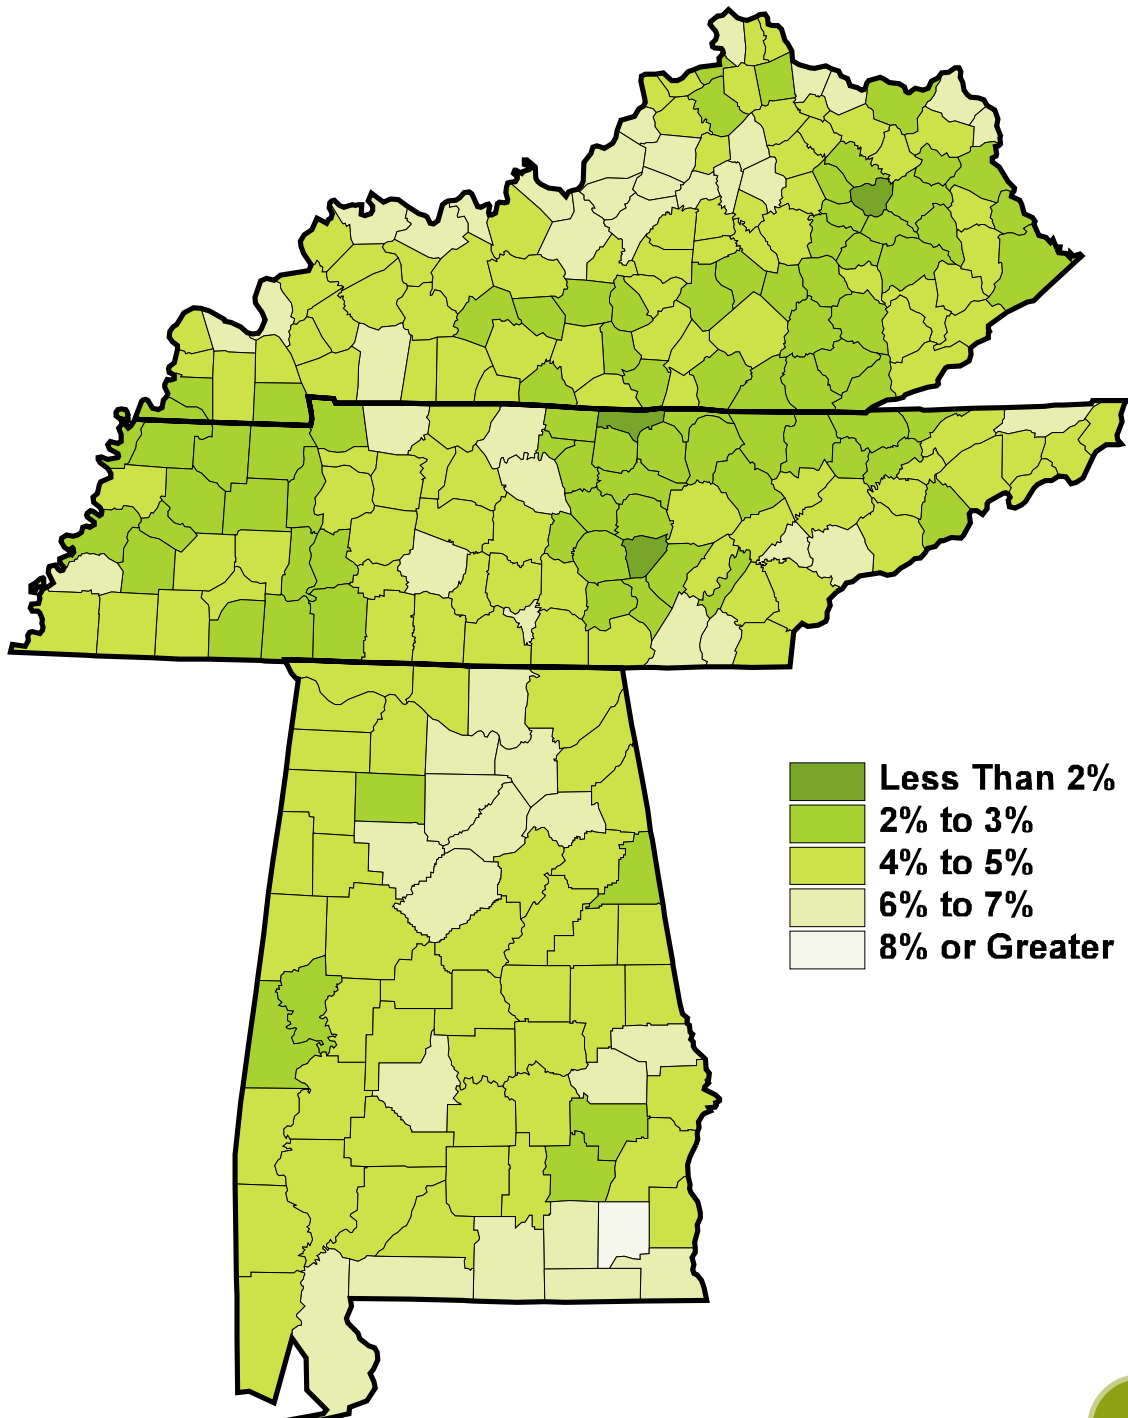 Less Than 2%
2% to 3%
4% to 5%
6% to 7%
8% or Greater